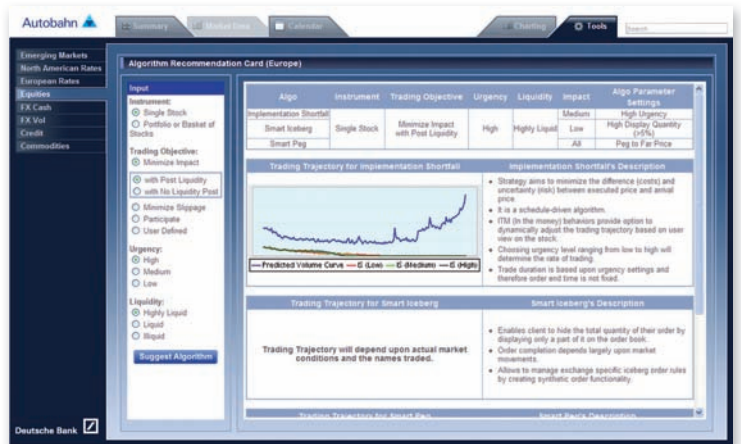 Autobahn
Summary
Market Data
Calendar
Charting
Tools
Search
Emerging Markets
North American Rates
European Rates
Equities
FX Cash
FX Vol
Credit
Commodities
Deutsche Bank
Algorithm Recommendation Card (Europe)
Input
Instrument:
Single Stock
Portfolio or Basket of
Stocks
Trading Objective:
Minimize Impact
with Post Liquidity
with No Liquidity Post
Minimize Slippage
Participate
User Defined
Urgency:
High
Medium
Low
Liquidity:
Highly Liquid
Liquid
Illiquid
Suggest Algorithm
Algo Instrument Trading Objective Urgency Liquidity Impact Algo Parameter
Settings
Implementation Shortfall Medium High Urgency
Smart Iceberg Single Stock Minimize Impact
with Post Liquidity High Highly Liquid Low High Display Quantity
(>5%)
Smart Peg All Peg to Far Price
Trading Trajectory for Implementation Shortfall
Predicted Volume Curve IS (Low) IS (Medium) IS (High)
Implementation Shortfall's Description
Strategy aims to minimize the difference (costs) and
uncertainty (risk) between executed price and arrival
price.
It is a schedule-driven algorithm.
ITM (In the money) behaviors provide option to
dynamically adjust the trading trajectory based on user
view on the stock.
Choosing urgency level ranging from low to high will
determine the rate of trading.
Trade duration is based upon urgency settings and
therefore order end time is not fixed.
Trading Trajectory for Smart Iceberg
Trading Trajectory will depend upon actual market
conditions and the names traded.
Smart Iceberg's Description
Enables client to hide the total quantity of their order by
displaying only a part of it on the order book.
Order completion depends largely upon market
movements.
Allows to manage exchange specific iceberg order rules
by creating synthetic order functionality.
Trading Trajectory for Smart Peg
Smart Peg's Description